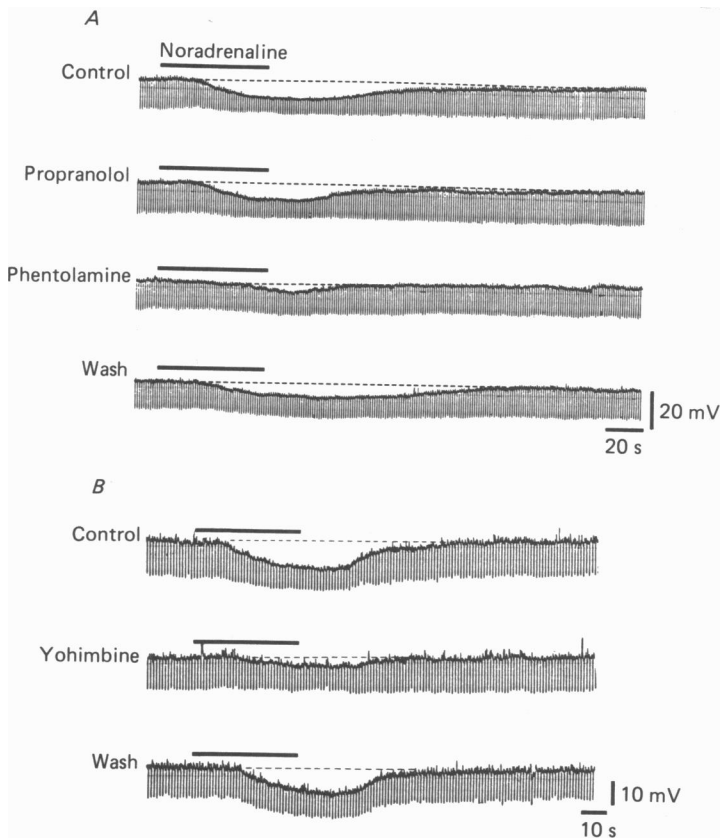 A
Noradrenaline
Control
Propranolol
Phentolamine
Wash
20 mV
20 s
B
Control
Yohimbine
Wash
10 mV
10 s